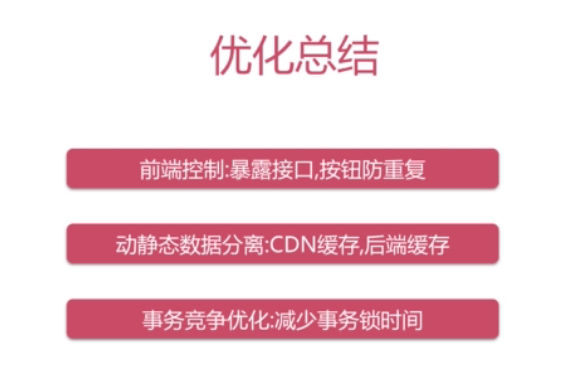 优化总结
前端控制:暴露接口,按钮防重复
动静态数据分离:CDN缓存,后端缓存
事务竞争优化:减少事务锁时间